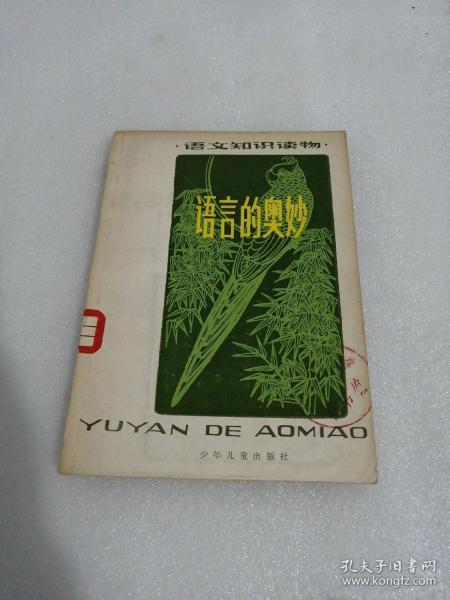 ·语文知识读物·
语言的奥妙
YUYAN DE AOMIAO
少年儿童出版社
孔夫子旧书网
www.kongfz.com